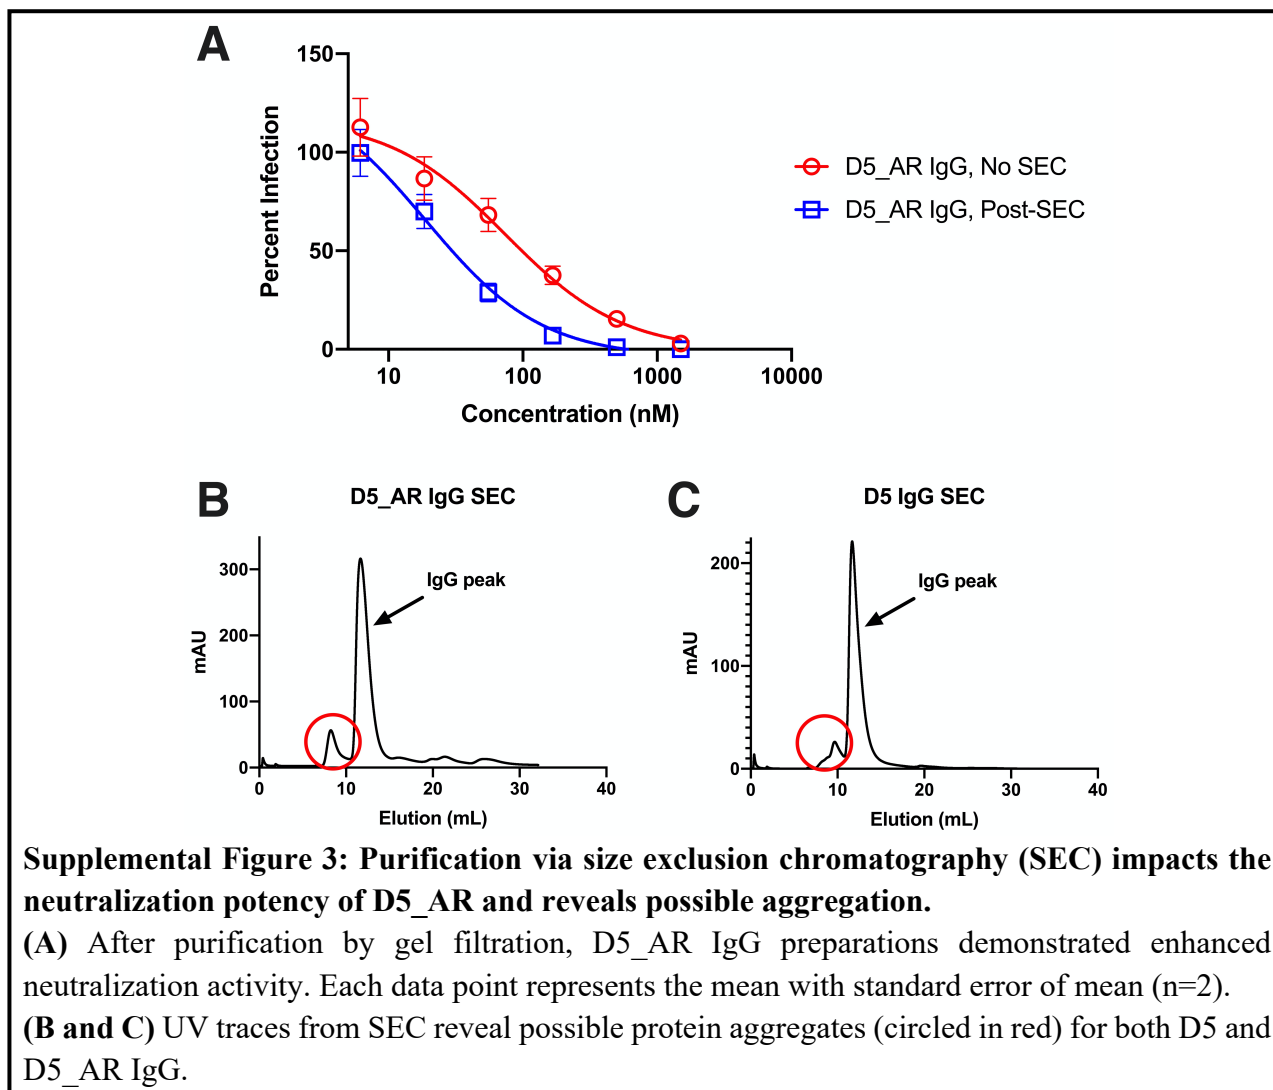 A
150
100
50
0
Percent Infection
10
100
1000
10000
Concentration (nM)
D5_AR IgG, No SEC
D5_AR IgG, Post-SEC
B
D5_AR IgG SEC
300
200
100
0
mAU
IgG peak
0
10
20
30
40
Elution (mL)
C
D5 IgG SEC
200
100
0
mAU
IgG peak
0
10
20
30
40
Elution (mL)
Supplemental Figure 3: Purification via size exclusion chromatography (SEC) impacts the
neutralization potency of D5_AR and reveals possible aggregation.
(A) After purification by gel filtration, D5_AR IgG preparations demonstrated enhanced
neutralization activity. Each data point represents the mean with standard error of mean (n=2).
(B and C) UV traces from SEC reveal possible protein aggregates (circled in red) for both D5 and
D5_AR IgG.